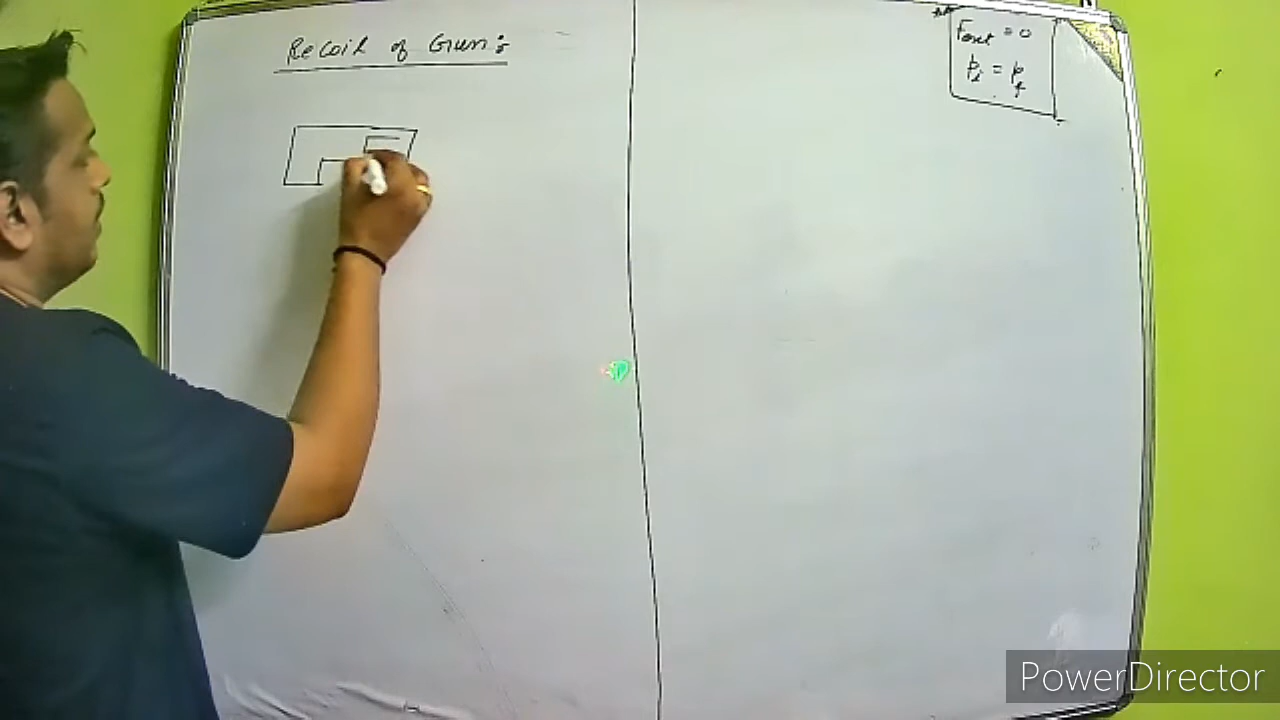 Recoil of Gun:
Fext = 0
pi = pf
PowerDirector